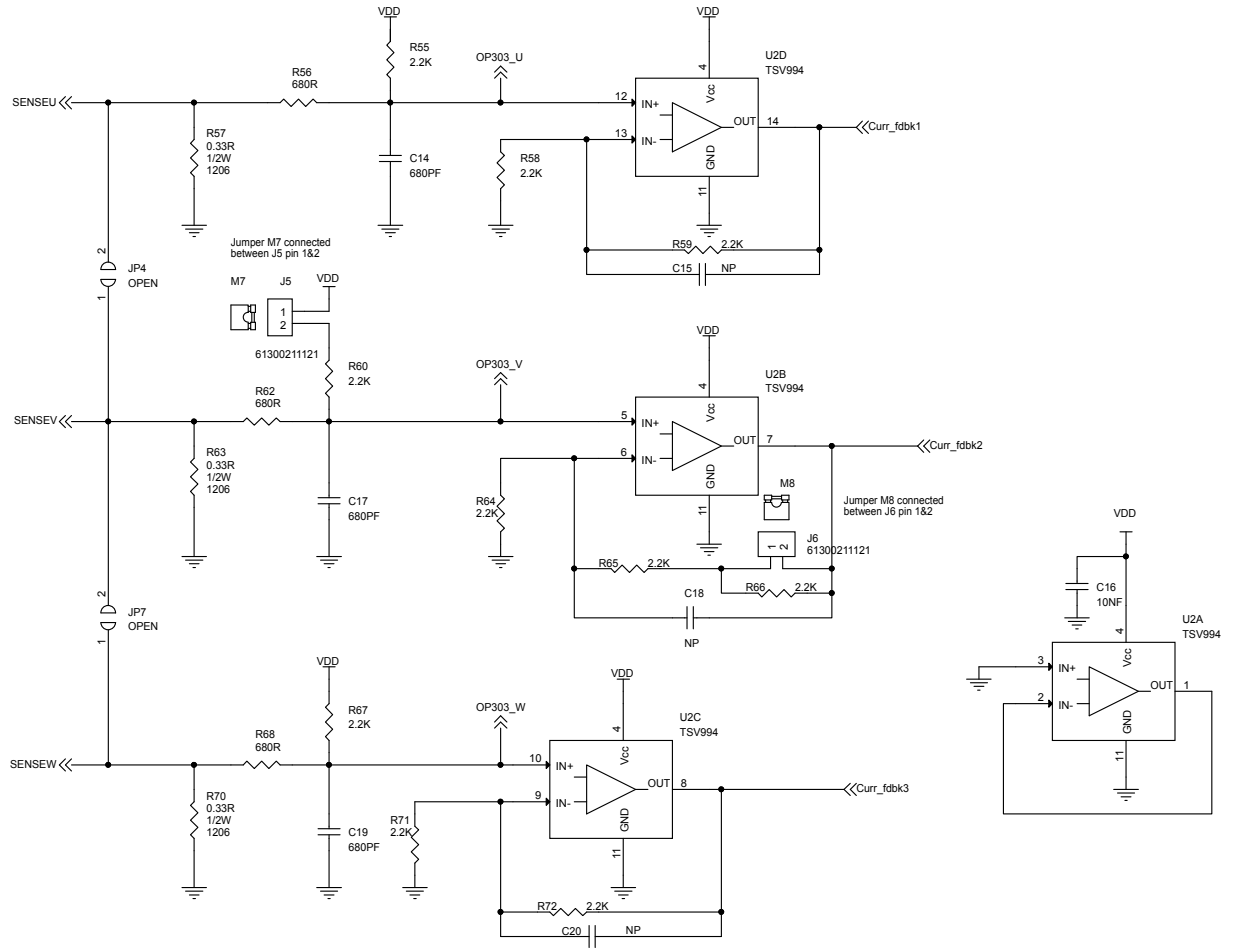 VDD
R55
2.2K
OP303_U
VDD
U2D
TSV994
R56
680R
4
Vcc
SENSEU
12
IN+
OUT
14
Curr_fdbk1
13
IN-
GND
11
R57
0.33R
1/2W
1206
C14
680PF
R58
2.2K
R59
2.2K
C15
NP
2
JP4
OPEN
1
Jumper M7 connected
between J5 pin 1&2
M7
J5
VDD
1
2
61300211121
R60
2.2K
OP303_V
VDD
U2B
TSV994
R62
680R
4
Vcc
SENSEV
5
IN+
OUT
7
Curr_fdbk2
6
IN-
GND
11
R63
0.33R
1/2W
1206
C17
680PF
R64
2.2K
M8
Jumper M8 connected
between J6 pin 1&2
J6
61300211121
1
2
R65
2.2K
R66
2.2K
C18
NP
2
JP7
OPEN
1
VDD
C16
10NF
U2A
TSV994
4
Vcc
3
IN+
OUT
1
2
IN-
GND
11
VDD
R67
2.2K
OP303_W
VDD
U2C
TSV994
R68
680R
4
Vcc
SENSEW
10
IN+
OUT
8
Curr_fdbk3
9
IN-
GND
11
R70
0.33R
1/2W
1206
C19
680PF
R71
2.2K
R72
2.2K
C20
NP